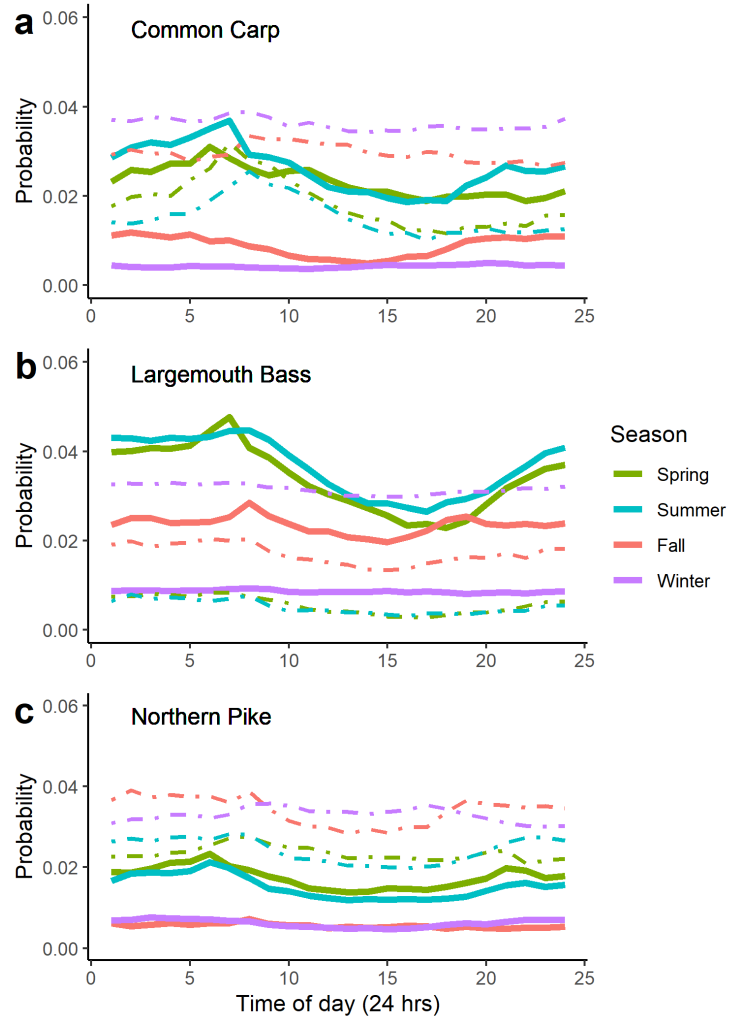 a
Common Carp
0.06
0.04
0.02
0.00
Probability
0 5 10 15 20 25
b
Largemouth Bass
0.06
0.04
0.02
0.00
Probability
0 5 10 15 20 25
Season
Spring
Summer
Fall
Winter
c
Northern Pike
0.06
0.04
0.02
0.00
Probability
0 5 10 15 20 25
Time of day (24 hrs)